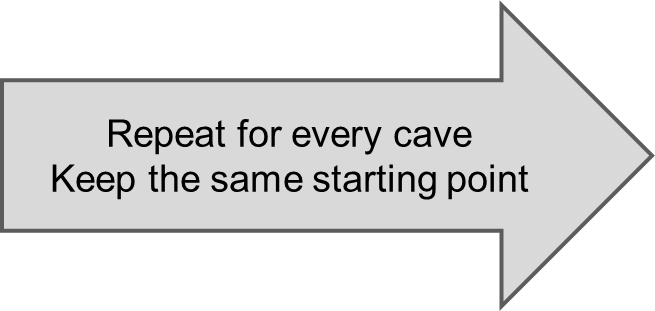 Repeat for every cave
Keep the same starting point